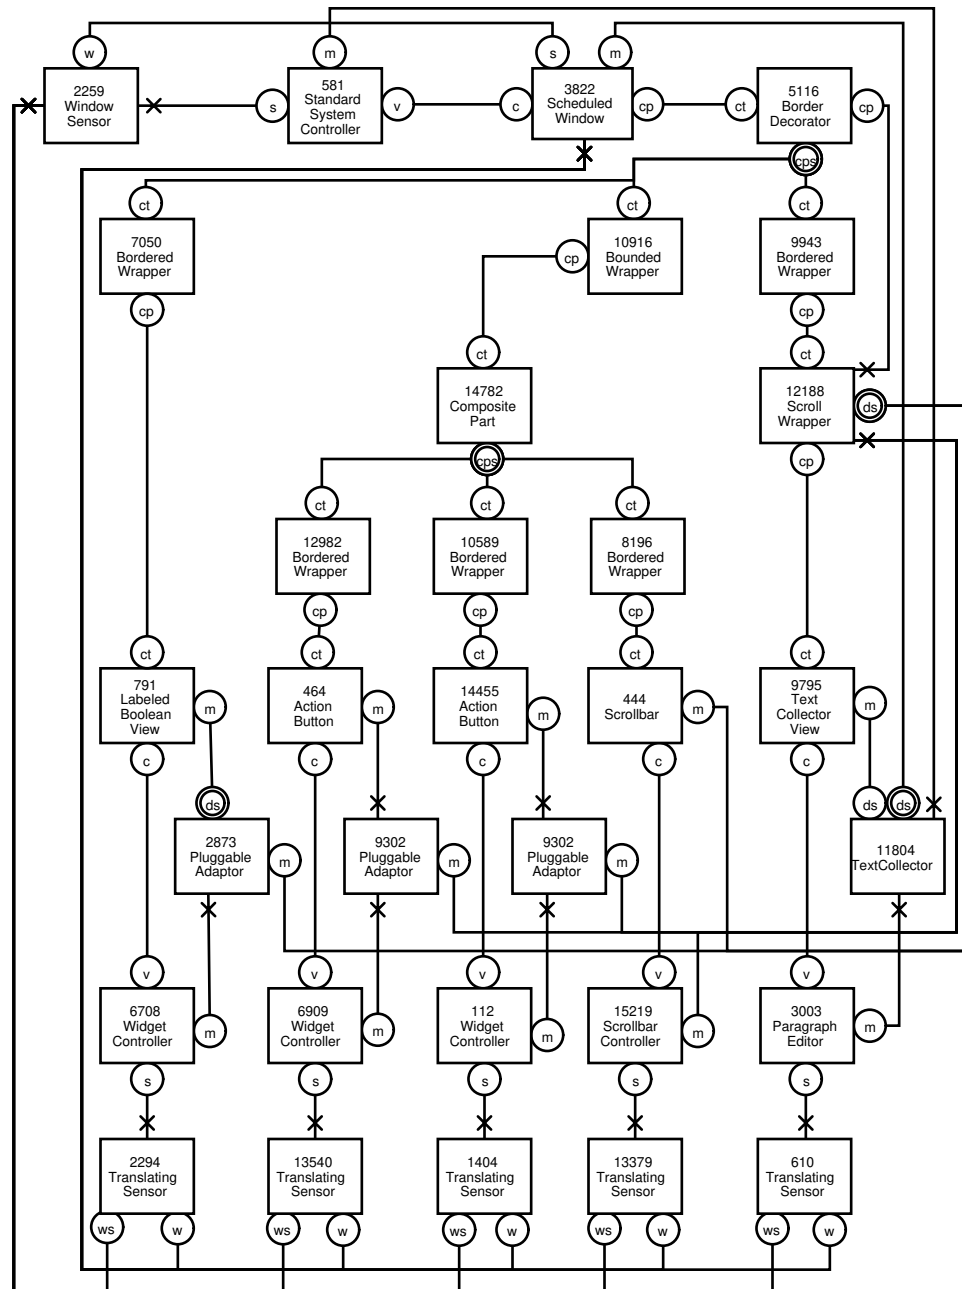 w
m
s
m
2259
Window
Sensor
s
581
Standard
System
Controller
v
c
3822
Scheduled
Window
cp
ct
5116
Border
Decorator
cp
cps
ct
ct
ct
7050
Bordered
Wrapper
cp
10916
Bounded
Wrapper
9943
Bordered
Wrapper
cp
cp
ct
ct
14782
Composite
Part
12188
Scroll
Wrapper
ds
cps
cp
ct
ct
ct
12982
Bordered
Wrapper
10589
Bordered
Wrapper
8196
Bordered
Wrapper
cp
cp
cp
ct
ct
ct
ct
ct
791
Labeled
Boolean
View
m
464
Action
Button
m
14455
Action
Button
m
444
Scrollbar
m
9795
Text
Collector
View
m
c
c
c
c
c
ds
ds
ds
2873
Pluggable
Adaptor
m
9302
Pluggable
Adaptor
m
9302
Pluggable
Adaptor
m
11804
TextCollector
v
v
v
v
v
6708
Widget
Controller
m
6909
Widget
Controller
m
112
Widget
Controller
m
15219
Scrollbar
Controller
m
3003
Paragraph
Editor
m
s
s
s
s
s
2294
Translating
Sensor
13540
Translating
Sensor
1404
Translating
Sensor
13379
Translating
Sensor
610
Translating
Sensor
ws
w
ws
w
ws
w
ws
w
ws
w